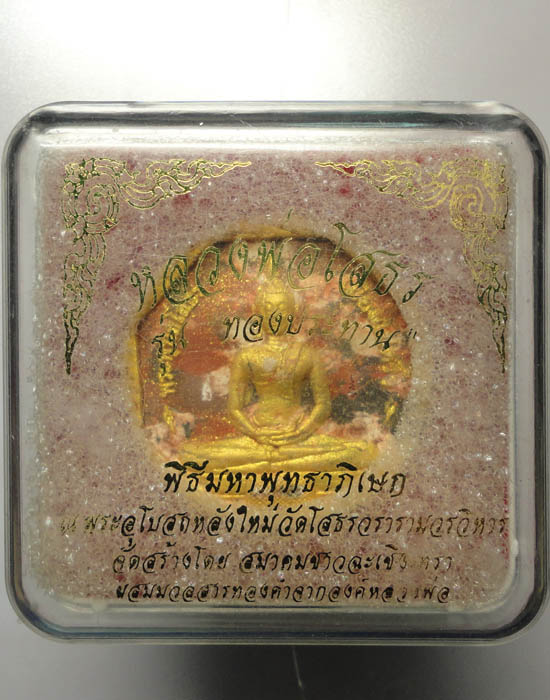 หลวงพ่อโสธร
รุ่น "ทองประทาน"
พิธีมหาพุทธาภิเษก
ณ พระอุโบสถหลังใหม่วัดโสธรวรารามวรวิหาร
จัดสร้างโดย สมาคมชาวฉะเชิงเทรา
ผสมมวลสารทองคำจากองค์หลวงพ่อ